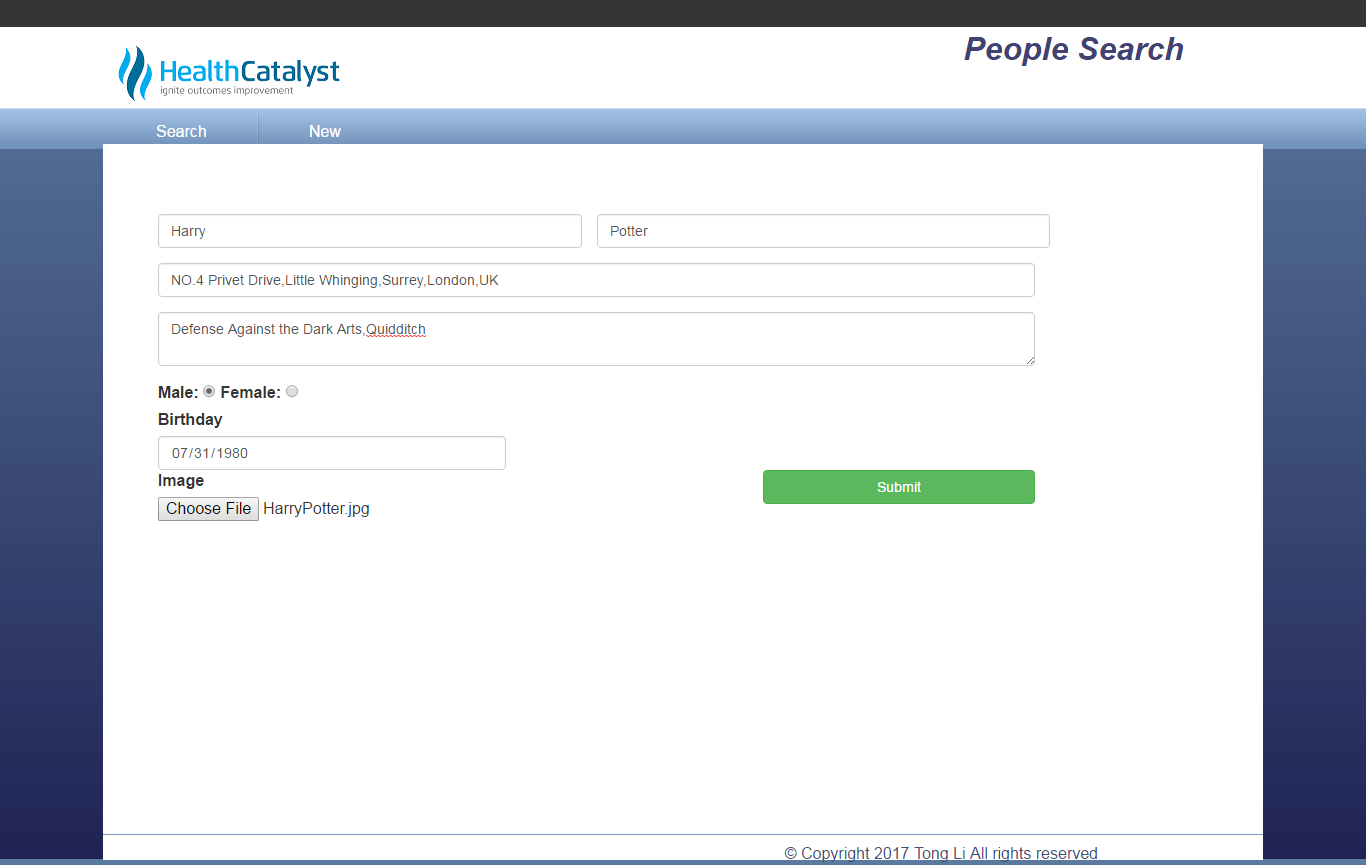 People Search
HealthCatalyst
ignite outcomes improvement
Search New
Harry Potter
NO.4 Privet Drive,Little Whinging,Surrey,London,UK
Defense Against the Dark Arts,Quidditch
Male: Female:
Birthday
07/31/1980
Image
Submit
Choose File HarryPotter.jpg
© Copyright 2017 Tong Li All rights reserved